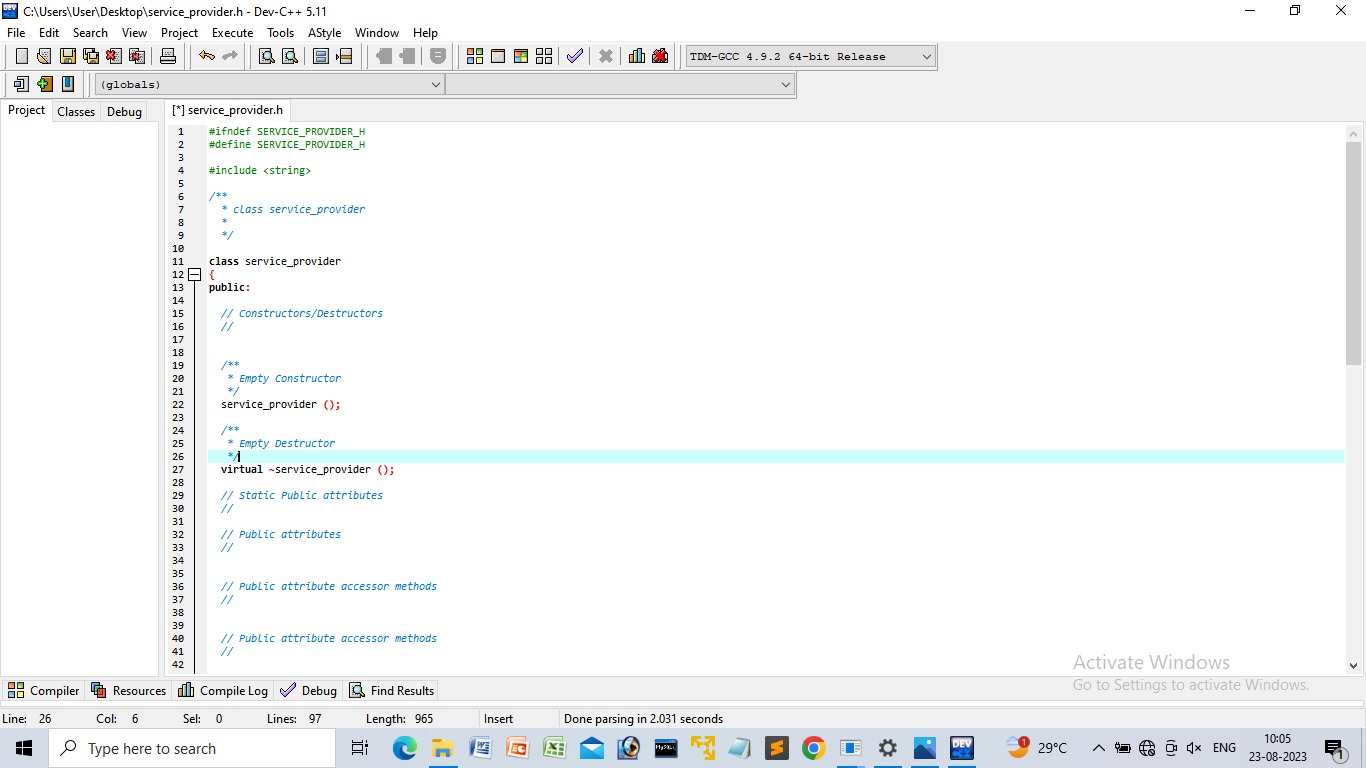 C:\Users\User\Desktop\service_provider.h - Dev-C++ 5.11
File Edit Search View Project Execute Tools AStyle Window Help
TDM-GCC 4.9.2 64-bit Release
(globals)
Project Classes Debug [*] service_provider.h
1 #ifndef SERVICE_PROVIDER_H
2 #define SERVICE_PROVIDER_H
3
4 #include <string>
5
6 /**
7 * class service_provider
8 *
9 */
10
11 class service_provider
12 {
13 public:
14
15 // Constructors/Destructors
16 //
17
18
19 /**
20 * Empty Constructor
21 */
22 service_provider ();
23
24 /**
25 * Empty Destructor
26 */
27 virtual ~service_provider ();
28
29 // Static Public attributes
30 //
31
32 // Public attributes
33 //
34
35
36 // Public attribute accessor methods
37 //
38
39
40 // Public attribute accessor methods
41 //
42
Activate Windows
Go to Settings to activate Windows.
Compiler Resources Compile Log Debug Find Results
Line: 26 Col: 6 Sel: 0 Lines: 97 Length: 965 Insert Done parsing in 2.031 seconds
Type here to search
DEV
1 29°C ENG 10:05
23-08-2023 1